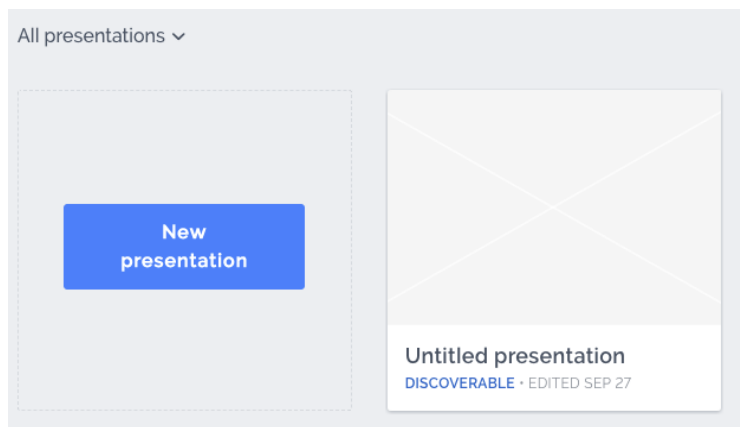 All presentations
New
presentation
Untitled presentation
DISCOVERABLE • EDITED SEP 27